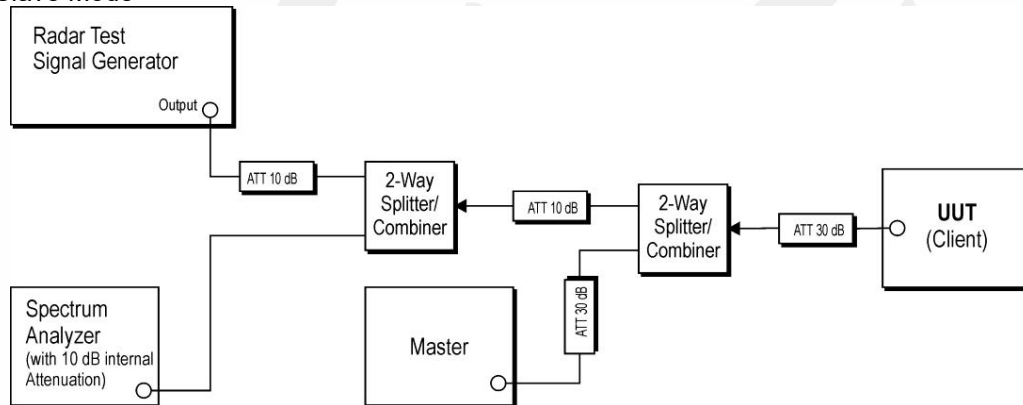 Slave Mode
Radar Test
Signal Generator
Output
ATT 10 dB
2-Way
Splitter/
Combiner
ATT 10 dB
2-Way
Splitter/
Combiner
ATT 30 dB
UUT
(Client)
Spectrum
Analyzer
(with 10 dB internal
Attenuation)
Master
ATT 30 dB